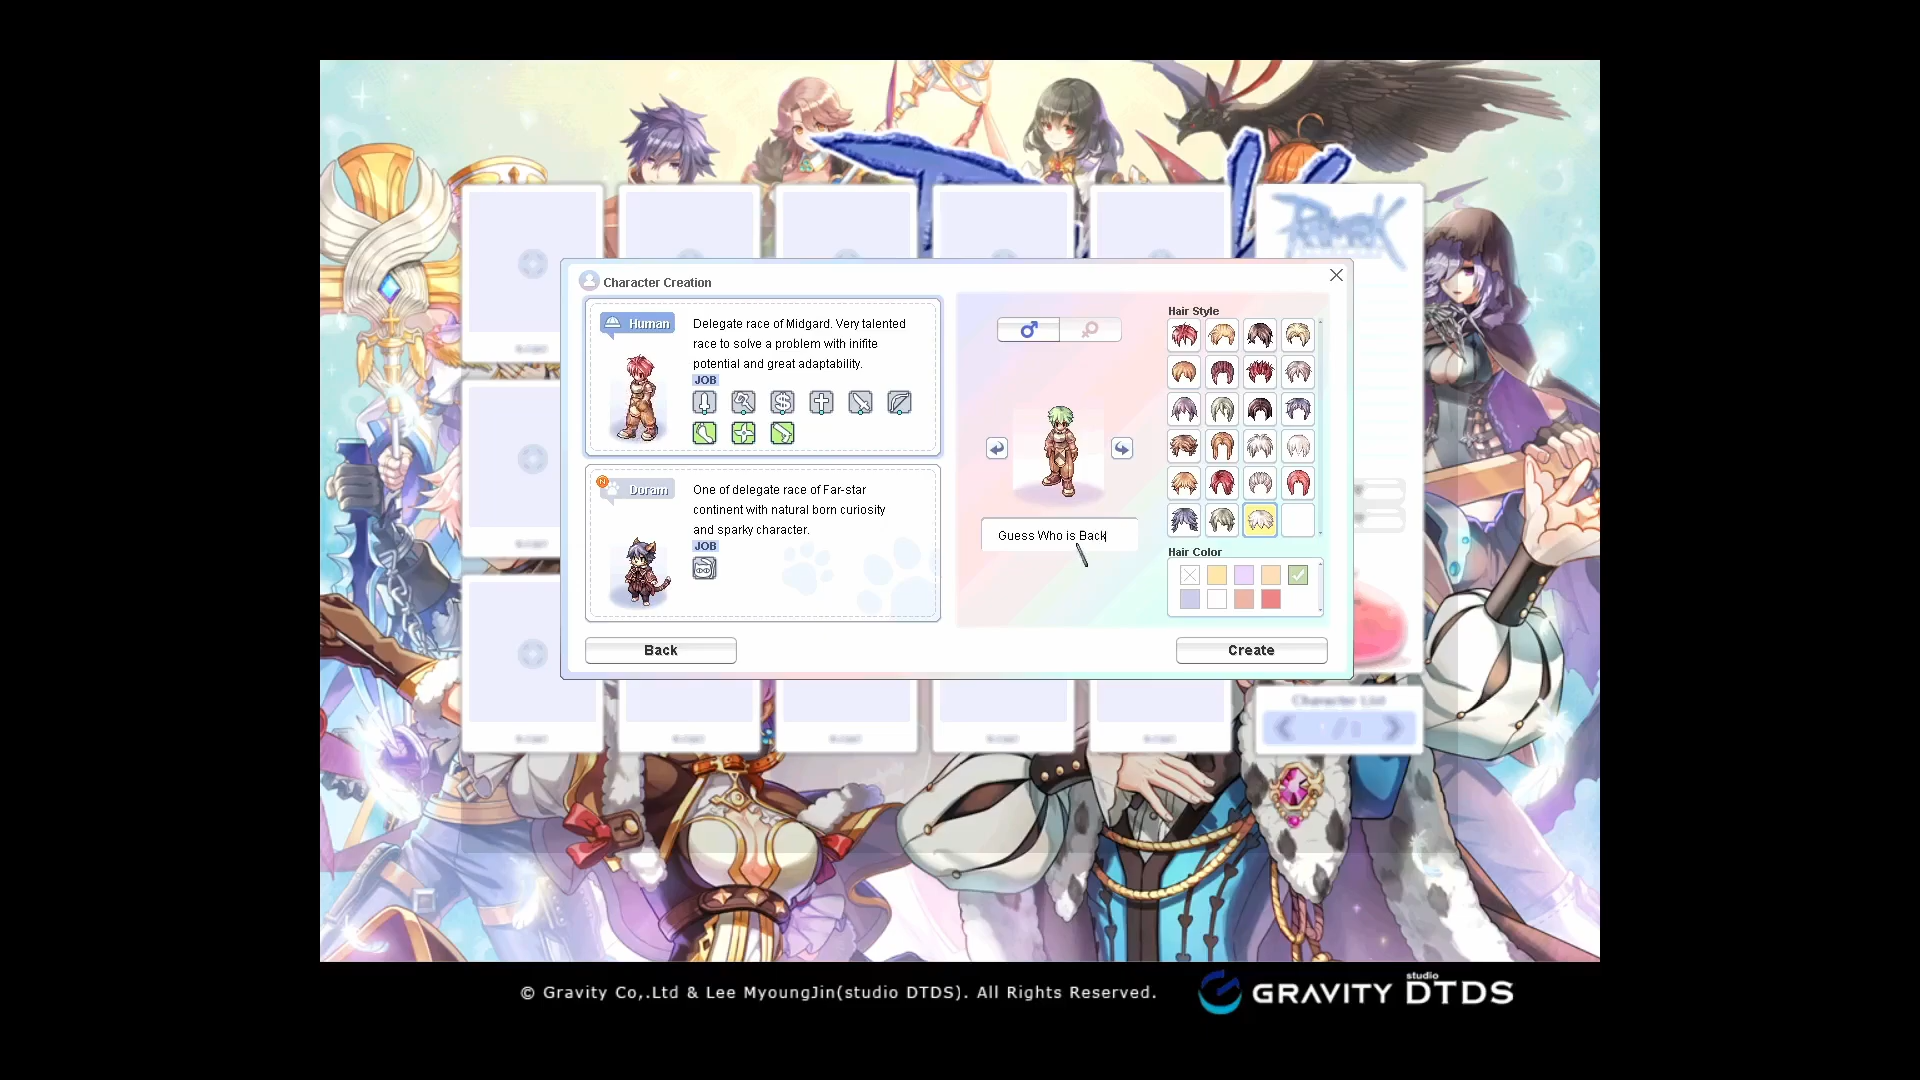 Character Creation
Human
Delegate race of Midgard. Very talented
race to solve a problem with inifite
potential and great adaptability.
JOB
N
Doram
One of delegate race of Far-star
continent with natural born curiosity
and sparky character.
JOB
Guess Who is Back
Hair Style
Hair Color
Back
Create
Character List
© Gravity Co,.Ltd & Lee MyoungJin(studio DTDS). All Rights Reserved.
GRAVITY
studio
DTDS